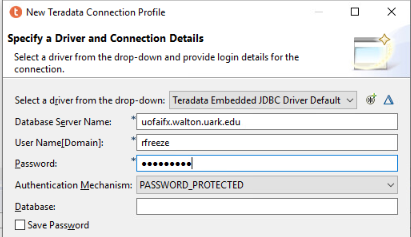 New Teradata Connection Profile
Specify a Driver and Connection Details
Select a driver from the drop-down and provide login details for the
connection.
Select a driver from the drop-down: Teradata Embedded JDBC Driver Default
Database Server Name: * uofaifx.walton.uark.edu
User Name[Domain]: * rfreeze
Password: * ●●●●●●●●●
Authentication Mechanism: PASSWORD_PROTECTED
Database:
Save Password